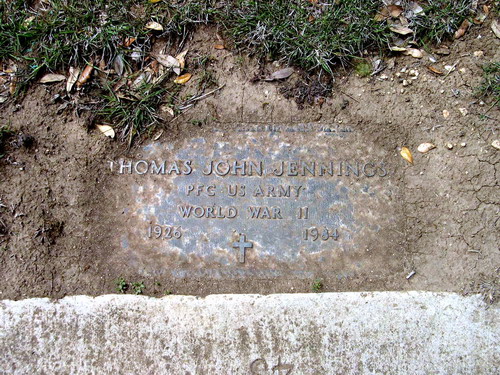 THOMAS JOHN JENNINGS
PFC US ARMY
WORLD WAR II
1926 1984